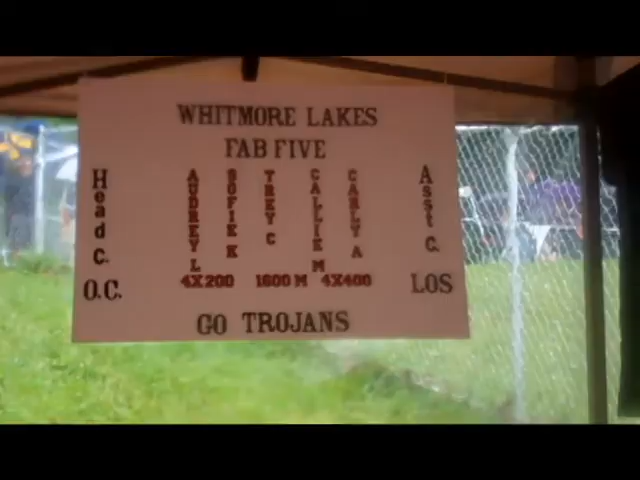 WHITMORE LAKES
FAB FIVE
Head C.
AUDREY L
SOFIE K
TREY C
CALLIE M
CARLY A
Asst C.
O.C.
4X200 1600 M 4X400
LOS
GO TROJANS